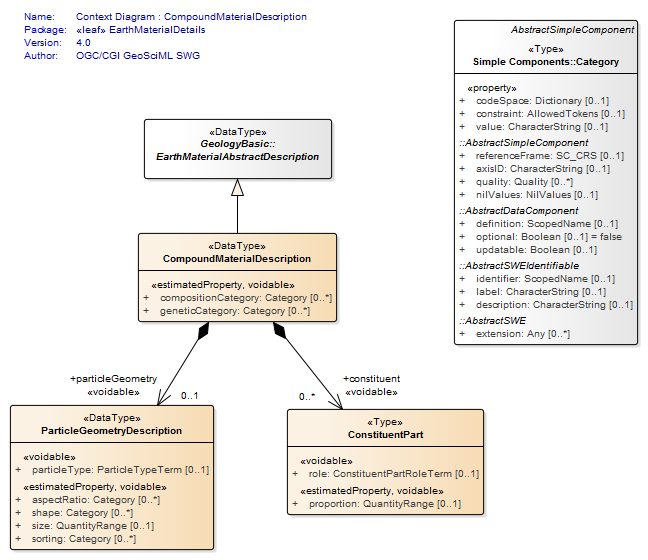 Name: Context Diagram : CompoundMaterialDescription
Package: «leaf» EarthMaterialDetails
Version: 4.0
Author: OGC/CGI GeoSciML SWG
AbstractSimpleComponent
«Type»
Simple Components::Category
«property»
+ codeSpace: Dictionary [0..1]
+ constraint: AllowedTokens [0..1]
+ value: CharacterString [0..1]
::AbstractSimpleComponent
+ referenceFrame: SC_CRS [0..1]
+ axisID: CharacterString [0..1]
+ quality: Quality [0..*]
+ nilValues: NilValues [0..1]
::AbstractDataComponent
+ definition: ScopedName [0..1]
+ optional: Boolean [0..1] = false
+ updatable: Boolean [0..1]
::AbstractSWEIdentifiable
+ identifier: ScopedName [0..1]
+ label: CharacterString [0..1]
+ description: CharacterString [0..1]
::AbstractSWE
+ extension: Any [0..*]
«DataType»
GeologyBasic::
EarthMaterialAbstractDescription
«DataType»
CompoundMaterialDescription
«estimatedProperty, voidable»
+ compositionCategory: Category [0..*]
+ geneticCategory: Category [0..*]
+particleGeometry
«voidable»
0..1
+constituent
«voidable»
0..*
«DataType»
ParticleGeometryDescription
«voidable»
+ particleType: ParticleTypeTerm [0..1]
«estimatedProperty, voidable»
+ aspectRatio: Category [0..*]
+ shape: Category [0..*]
+ size: QuantityRange [0..1]
+ sorting: Category [0..*]
«Type»
ConstituentPart
«voidable»
+ role: ConstituentPartRoleTerm [0..1]
«estimatedProperty, voidable»
+ proportion: QuantityRange [0..1]